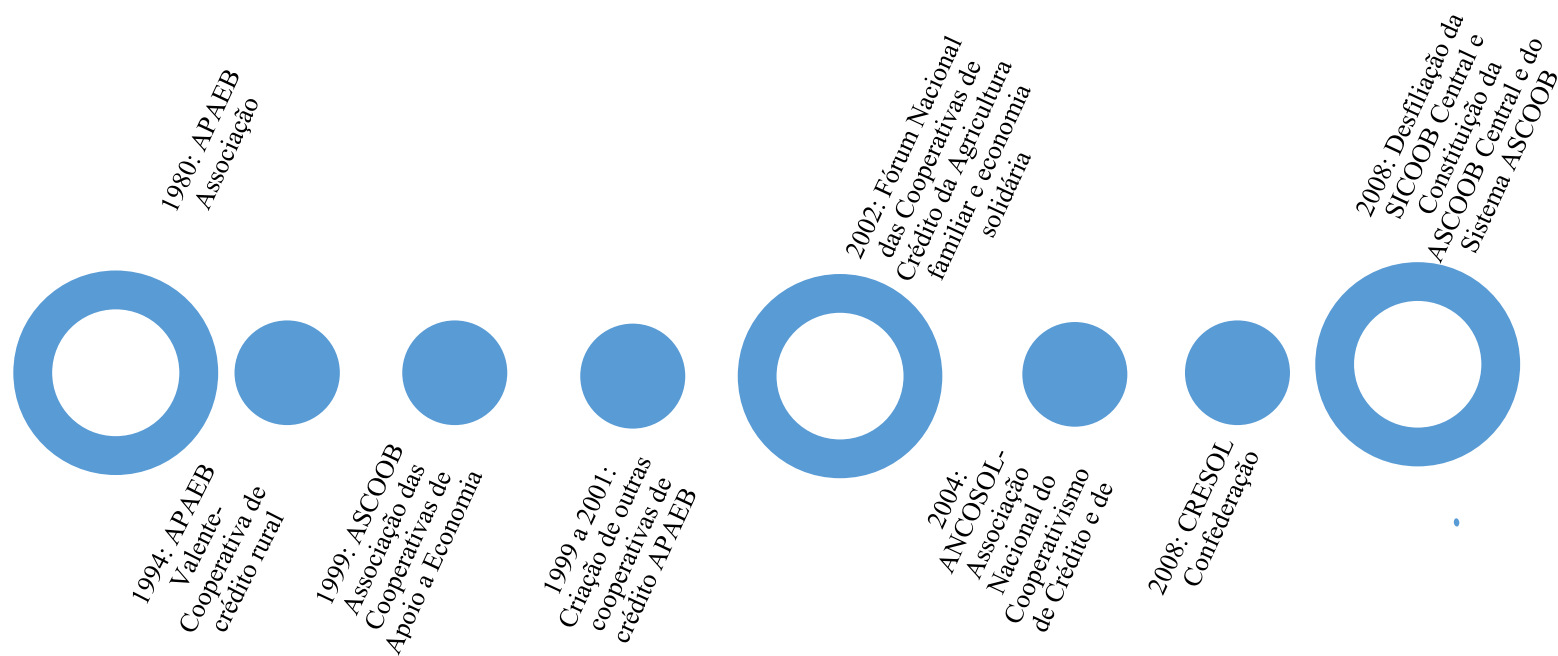 1980: APAEB
Associação
1994: APAEB
Valente-
Cooperativa de
crédito rural
1999: ASCOOB
Associação das
Cooperativas de
Apoio a Economia
1999 a 2001:
Criação de outras
cooperativas de
crédito APAEB
2002: Fórum Nacional
das Cooperativas de
Crédito da Agricultura
familiar e economia
solidária
2004:
ANCOSOL-
Associação
Nacional do
Cooperativismo
de Crédito e de
2008: CRESOL
Confederação
2008: Desfiliação da
SICOOB Central e
Constituição da
ASCOOB Central e do
Sistema ASCOOB